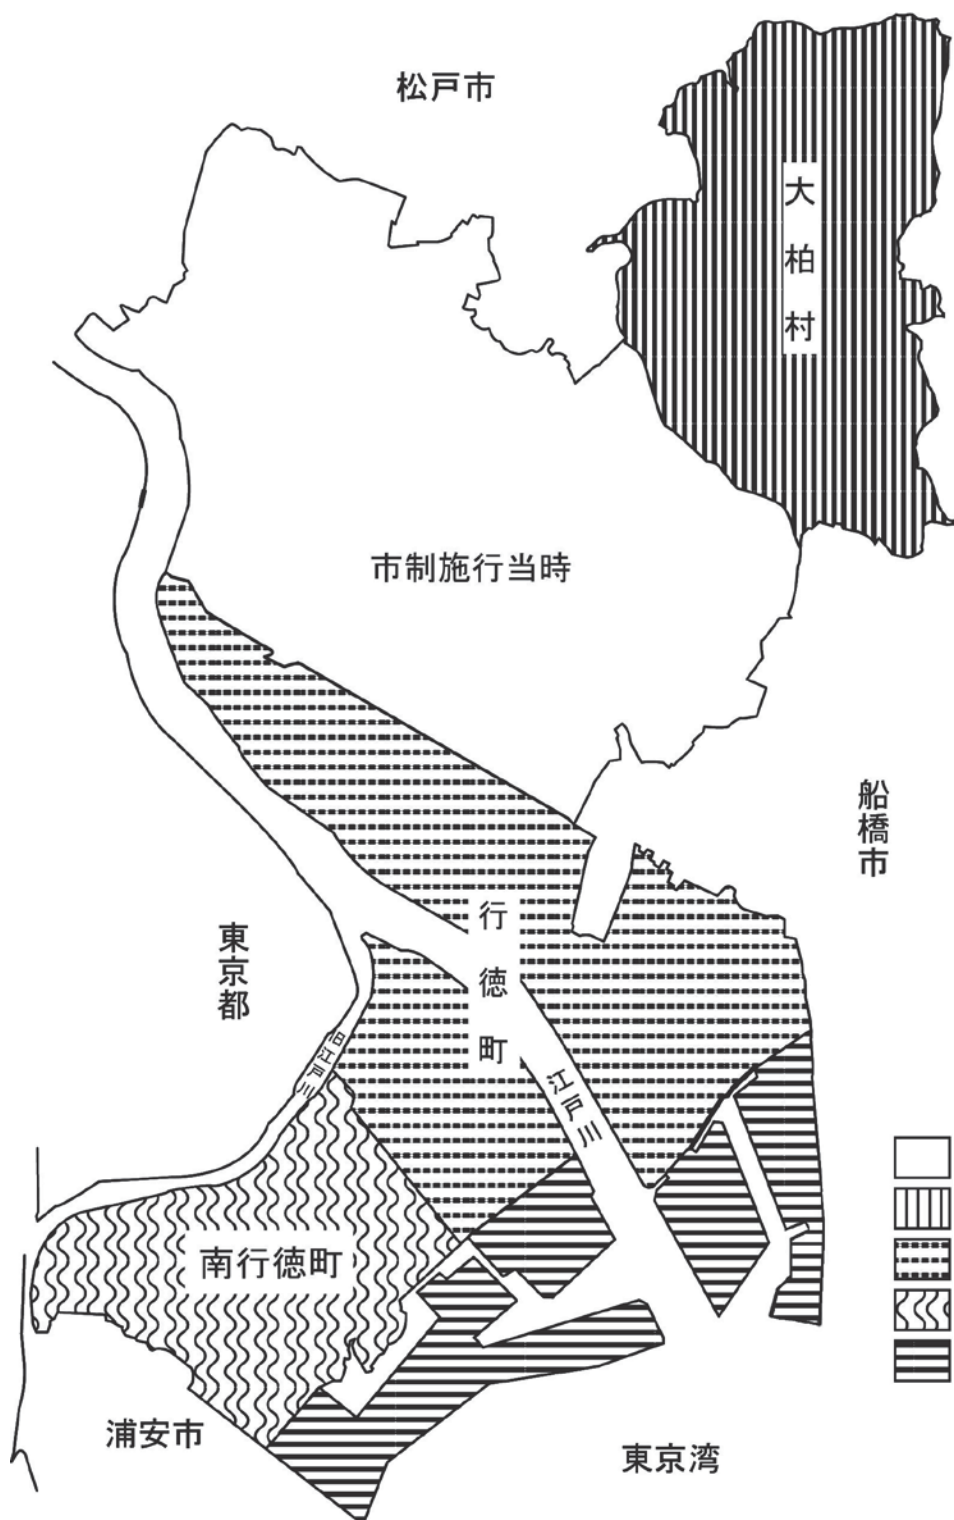 松戸市
大柏村
市制施行当時
船橋市
行徳町
東京都
旧江戸川
江戸川
南行徳町
浦安市
東京湾